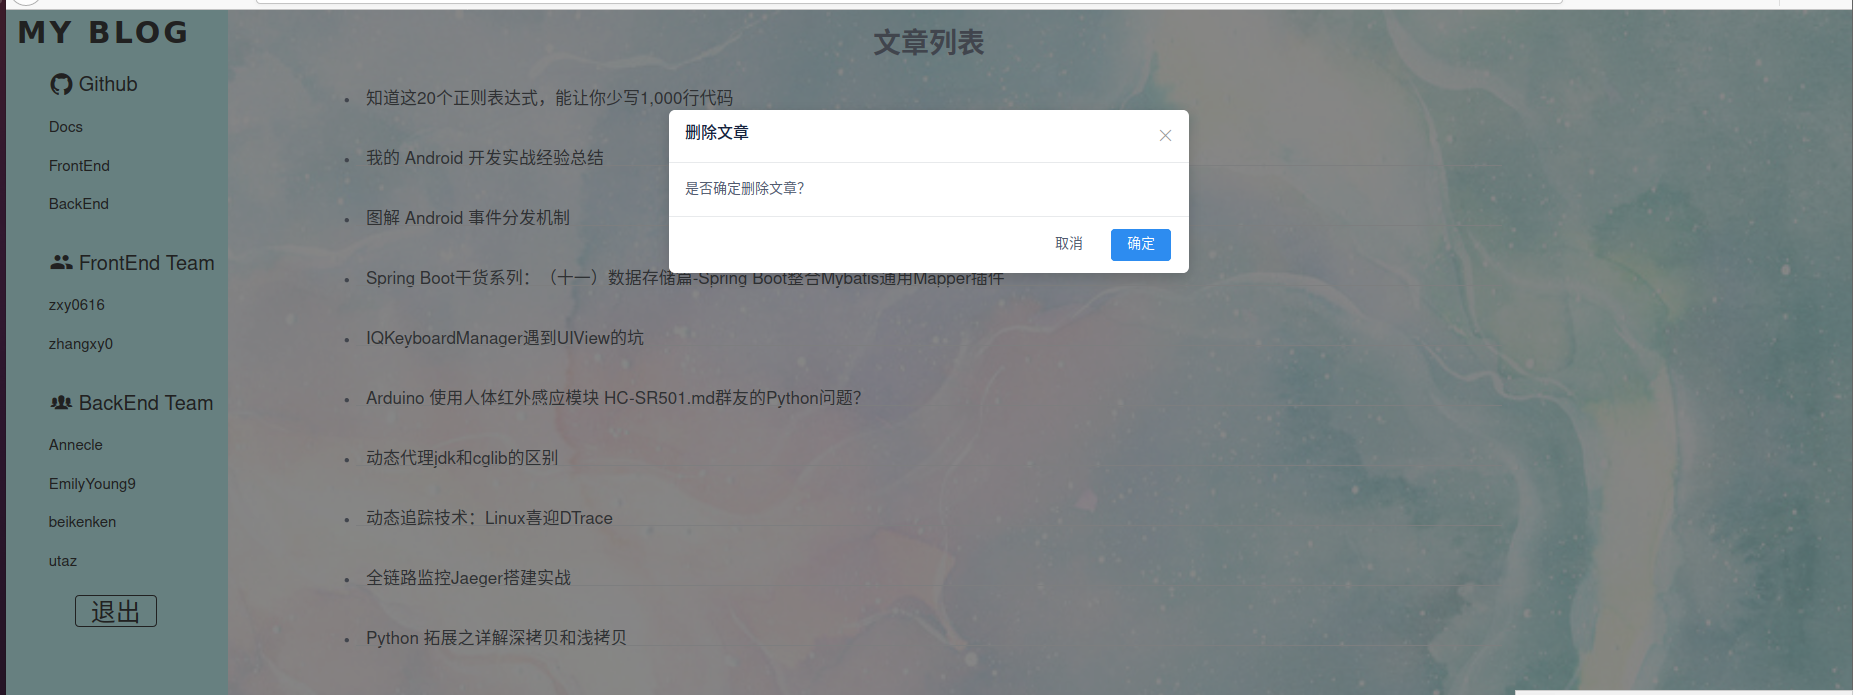 MY BLOG
Github
Docs
FrontEnd
BackEnd
FrontEnd Team
zxy0616
zhangxy0
BackEnd Team
Annecle
EmilyYoung9
beikenken
utaz
退出
文章列表
知道这20个正则表达式，能让你少写1,000行代码
我的 Android 开发实战经验总结
图解 Android 事件分发机制
Spring Boot干货系列：（十一）数据存储篇-Spring Boot整合Mybatis通用Mapper插件
IQKeyboardManager遇到UIView的坑
Arduino 使用人体红外感应模块 HC-SR501.md群友的Python问题?
动态代理jdk和cglib的区别
动态追踪技术：Linux喜迎DTrace
全链路监控Jaeger搭建实战
Python 拓展之详解深拷贝和浅拷贝
删除文章
是否确定删除文章?
取消
确定